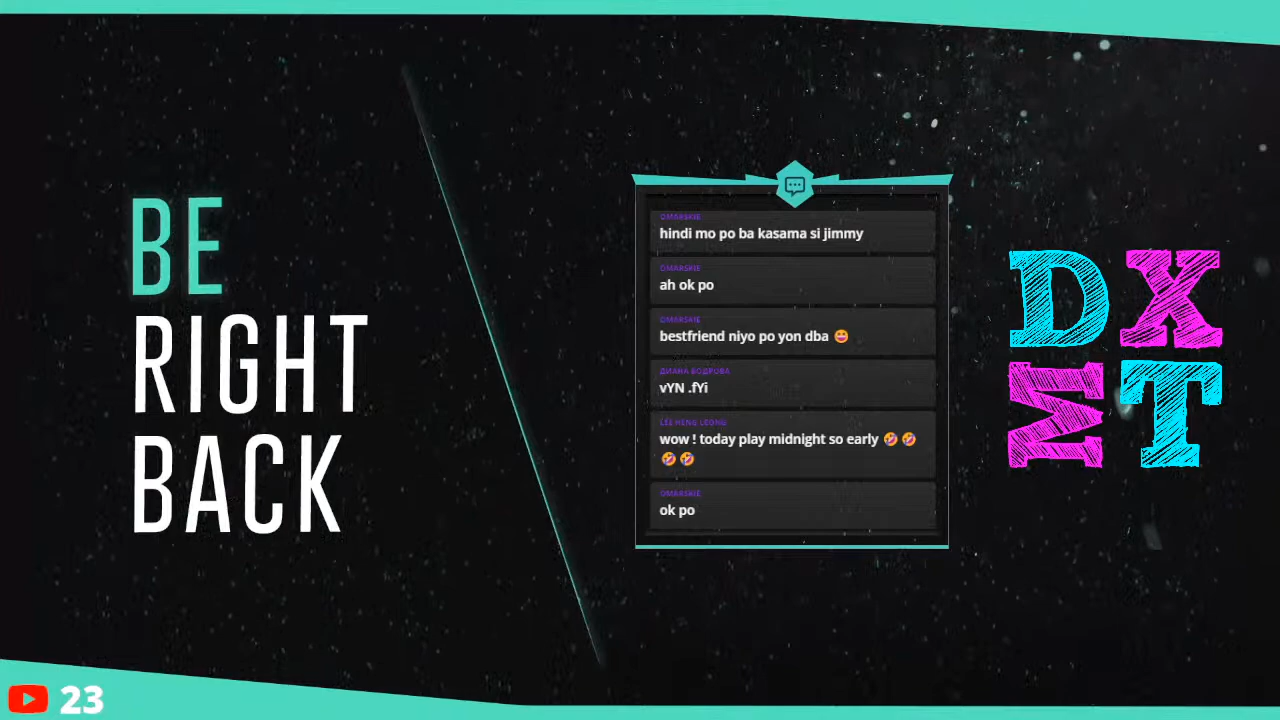 BE
RIGHT
BACK
OMARSKIE
hindi mo po ba kasama si jimmy
OMARSKIE
ah ok po
OMARSKIE
bestfriend niyo po yon dba 😄
ДИАНА БОДРОВА
vYN .fYi
LEE HENG LEONG
wow ! today play midnight so early 🤣 🤣
🤣 🤣
OMARSKIE
ok po
DX
MT
23